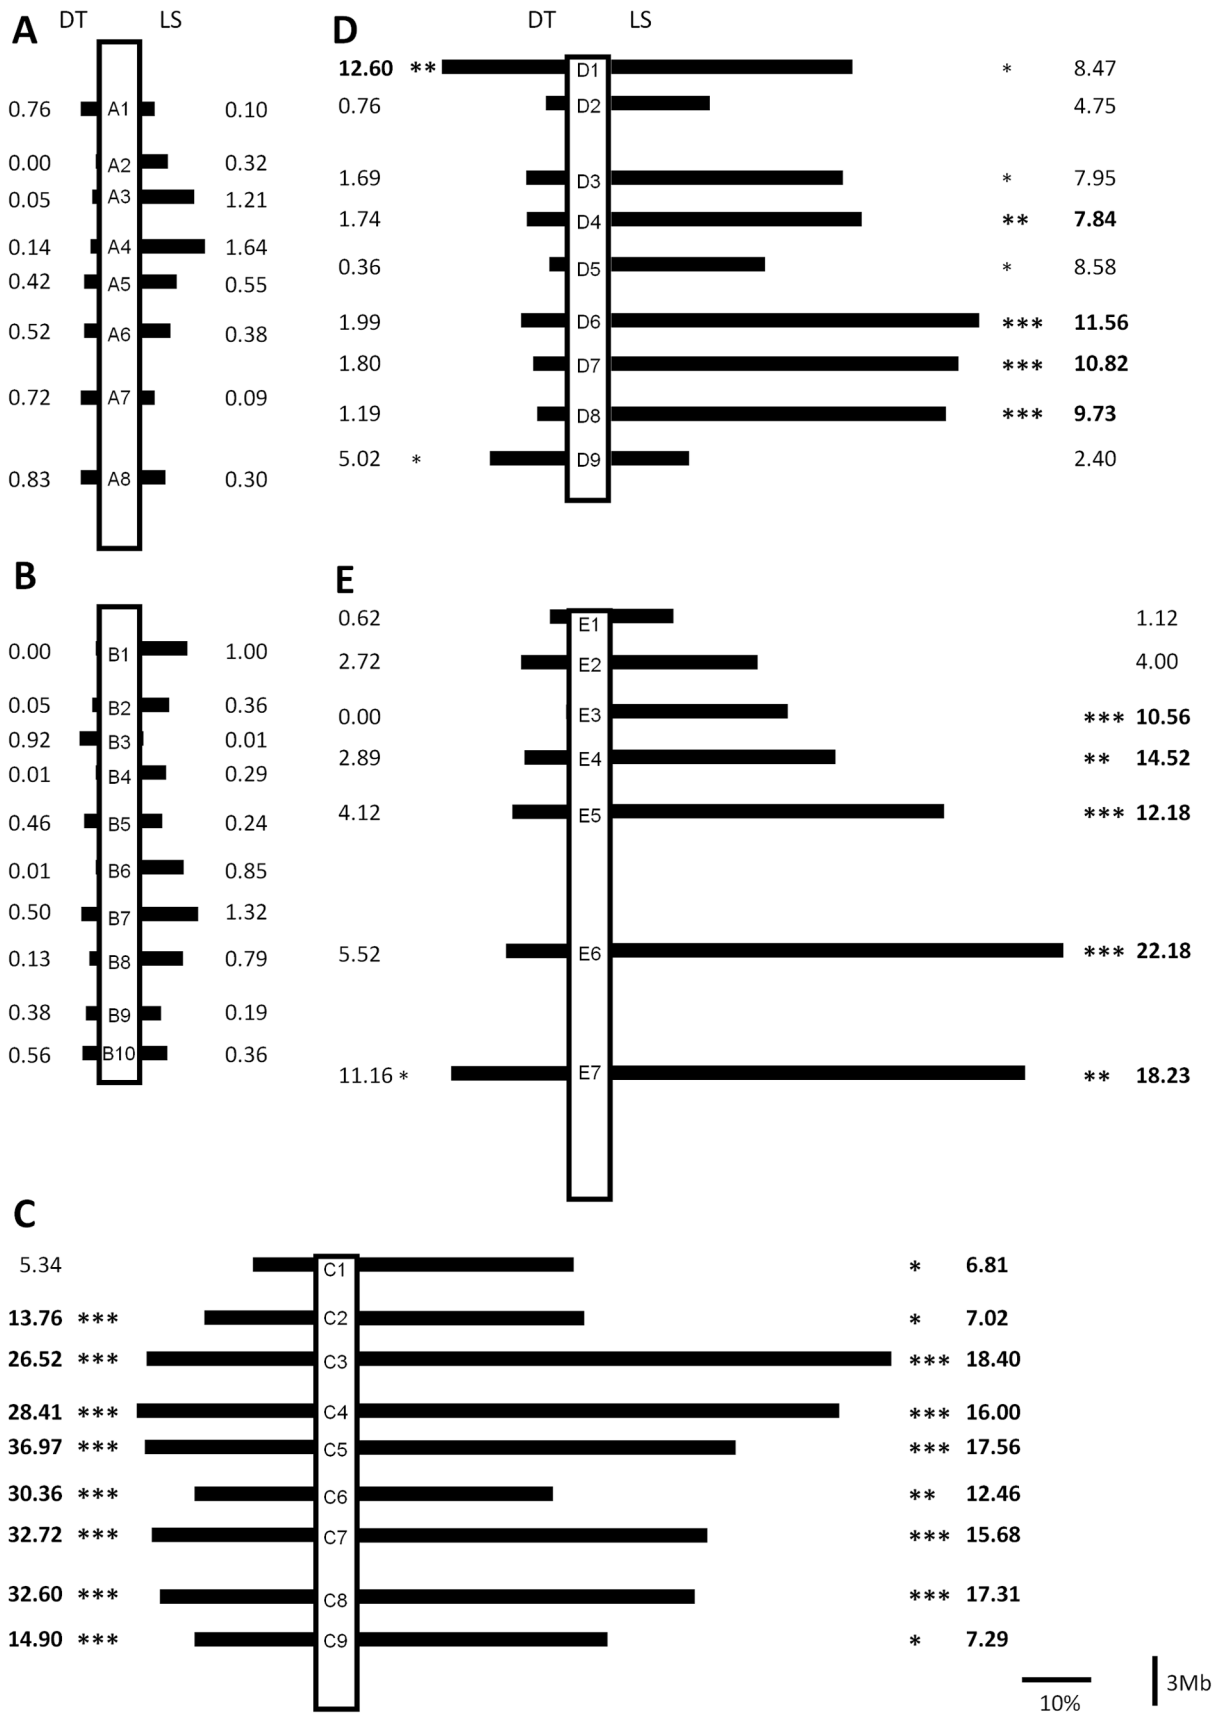 A DT LS
0.76 A1 0.10
0.00 A2 0.32
0.05 A3 1.21
0.14 A4 1.64
0.42 A5 0.55
0.52 A6 0.38
0.72 A7 0.09
0.83 A8 0.30
B
0.00 B1 1.00
0.05 B2 0.36
0.92 B3 0.01
0.01 B4 0.29
0.46 B5 0.24
0.01 B6 0.85
0.50 B7 1.32
0.13 B8 0.79
0.38 B9 0.19
0.56 B10 0.36
D DT LS
12.60 ** D1 * 8.47
0.76 D2 4.75
1.69 D3 * 7.95
1.74 D4 ** 7.84
0.36 D5 * 8.58
1.99 D6 *** 11.56
1.80 D7 *** 10.82
1.19 D8 *** 9.73
5.02 * D9 2.40
E
0.62 E1 1.12
2.72 E2 4.00
0.00 E3 *** 10.56
2.89 E4 ** 14.52
4.12 E5 *** 12.18
5.52 E6 *** 22.18
11.16 * E7 ** 18.23
C
5.34 C1 * 6.81
13.76 *** C2 * 7.02
26.52 *** C3 *** 18.40
28.41 *** C4 *** 16.00
36.97 *** C5 *** 17.56
30.36 *** C6 ** 12.46
32.72 *** C7 *** 15.68
32.60 *** C8 *** 17.31
14.90 *** C9 * 7.29
10%
3Mb